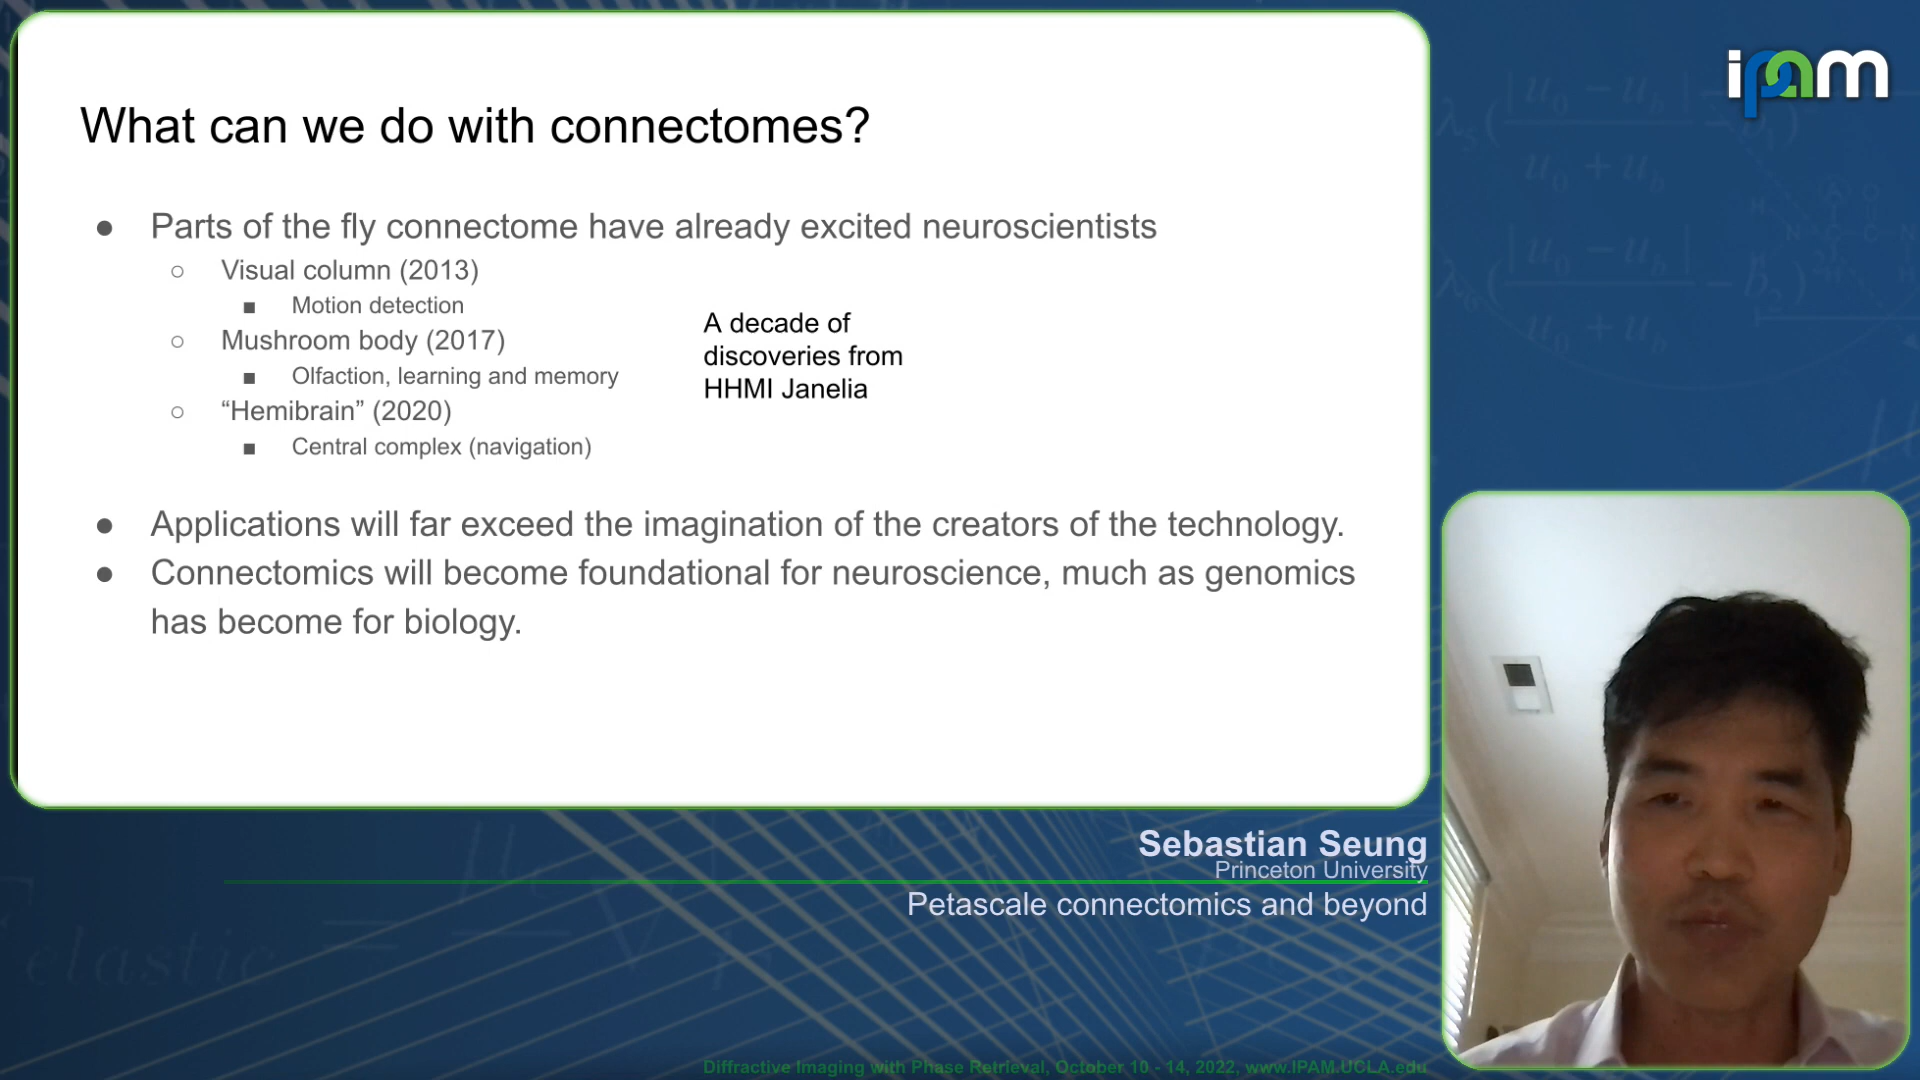 What can we do with connectomes?
● Parts of the fly connectome have already excited neuroscientists
○ Visual column (2013)
■ Motion detection
○ Mushroom body (2017)
■ Olfaction, learning and memory
○ “Hemibrain” (2020)
■ Central complex (navigation)
A decade of
discoveries from
HHMI Janelia
● Applications will far exceed the imagination of the creators of the technology.
● Connectomics will become foundational for neuroscience, much as genomics
has become for biology.
ipam
Sebastian Seung
Princeton University
Petascale connectomics and beyond
elastic
Diffractive Imaging with Phase Retrieval, October 10 - 14, 2022, www.IPAM.UCLA.edu